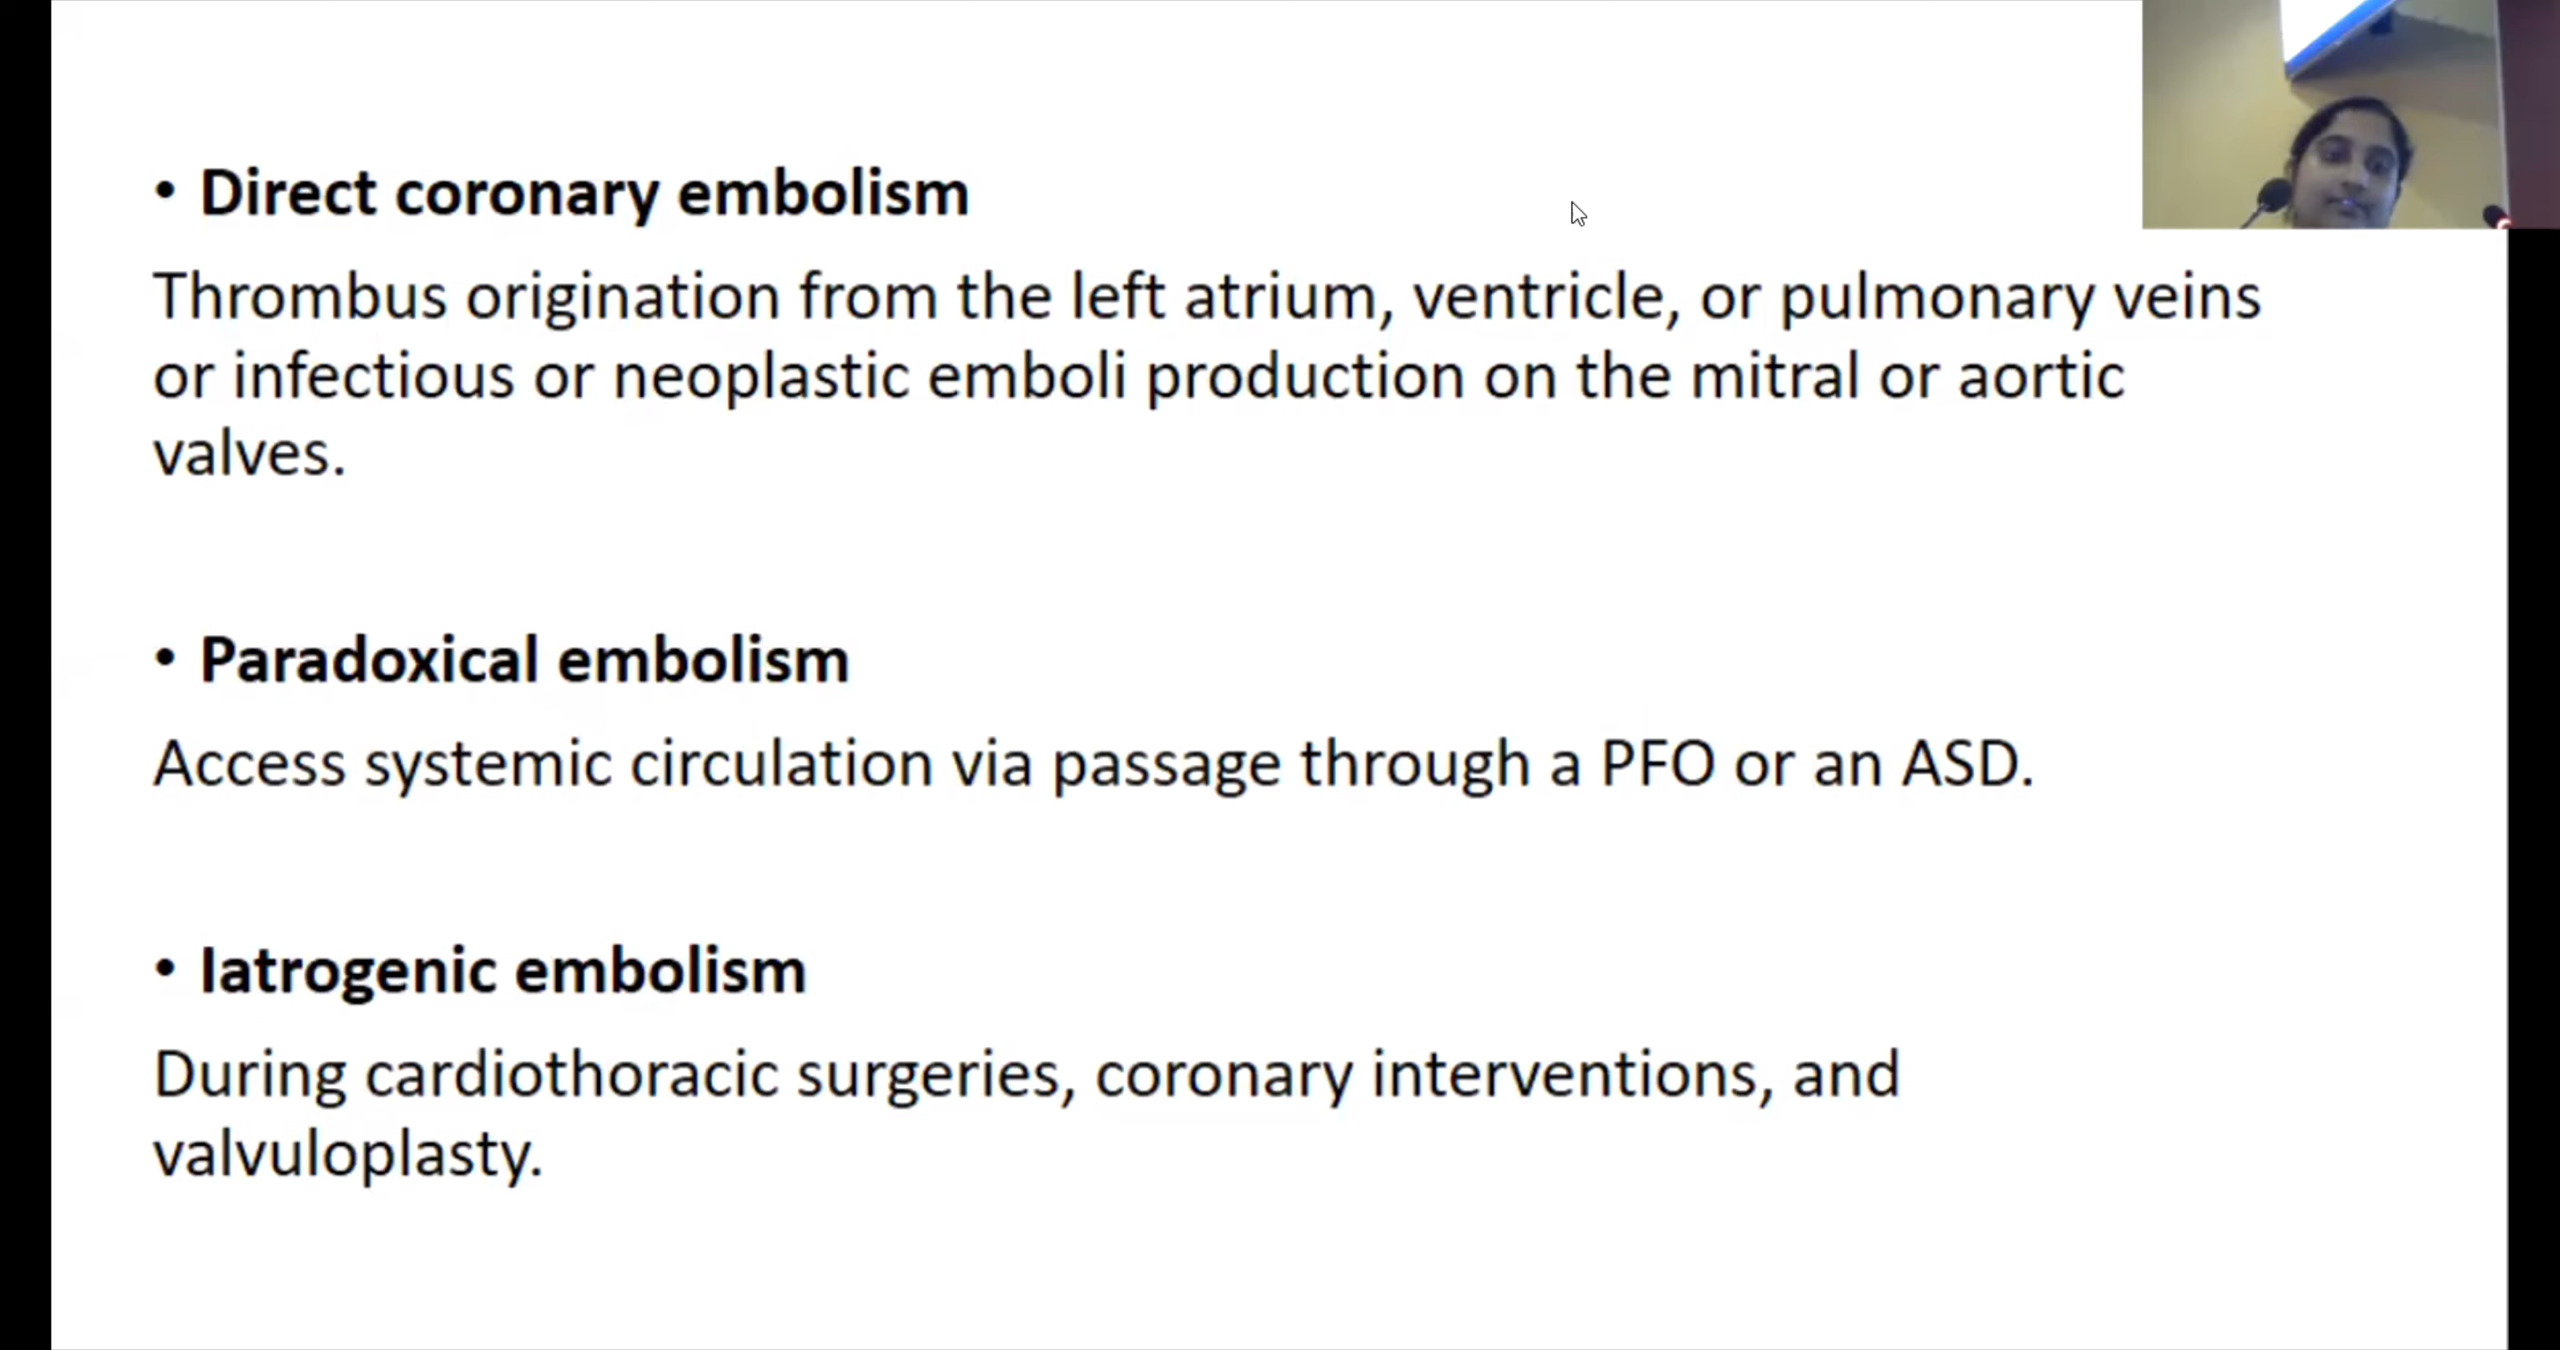 • Direct coronary embolism
Thrombus origination from the left atrium, ventricle, or pulmonary veins
or infectious or neoplastic emboli production on the mitral or aortic
valves.
• Paradoxical embolism
Access systemic circulation via passage through a PFO or an ASD.
• Iatrogenic embolism
During cardiothoracic surgeries, coronary interventions, and
valvuloplasty.